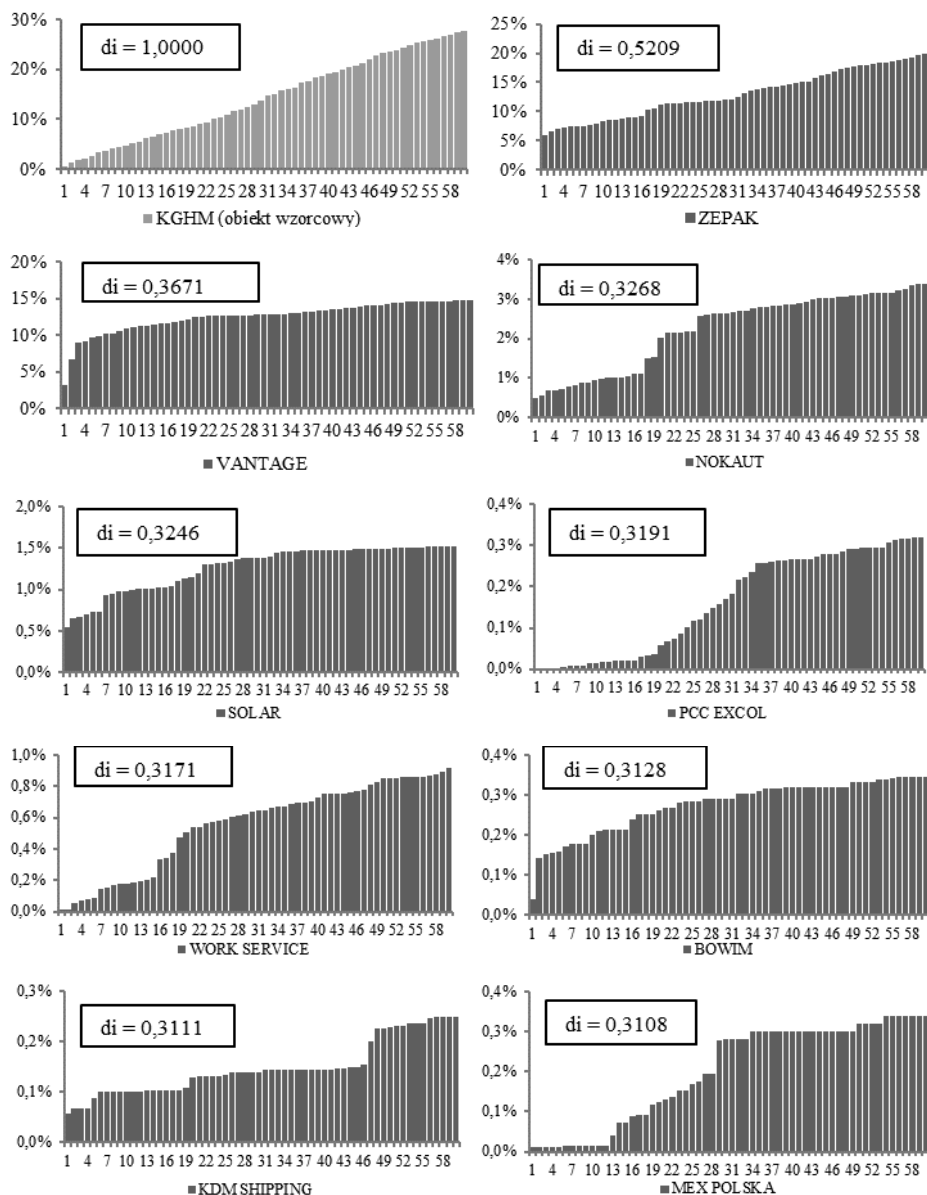 30%
20%
10%
0%
di = 1,0000
1 4 7 10 13 16 19 22 25 28 31 34 37 40 43 46 49 52 55 58
KGHM (obiekt wzorcowy)
25%
20%
15%
10%
5%
0%
di = 0,5209
1 4 7 10 13 16 19 22 25 28 31 34 37 40 43 46 49 52 55 58
ZEPAK
20%
15%
10%
5%
0%
di = 0,3671
1 4 7 10 13 16 19 22 25 28 31 34 37 40 43 46 49 52 55 58
VANTAGE
4%
3%
2%
1%
0%
di = 0,3268
1 4 7 10 13 16 19 22 25 28 31 34 37 40 43 46 49 52 55 58
NOKAUT
2,0%
1,5%
1,0%
0,5%
0,0%
di = 0,3246
1 4 7 10 13 16 19 22 25 28 31 34 37 40 43 46 49 52 55 58
SOLAR
0,4%
0,3%
0,2%
0,1%
0,0%
di = 0,3191
1 4 7 10 13 16 19 22 25 28 31 34 37 40 43 46 49 52 55 58
PCC EXCOL
1,0%
0,8%
0,6%
0,4%
0,2%
0,0%
di = 0,3171
1 4 7 10 13 16 19 22 25 28 31 34 37 40 43 46 49 52 55 58
WORK SERVICE
0,4%
0,3%
0,2%
0,1%
0,0%
di = 0,3128
1 4 7 10 13 16 19 22 25 28 31 34 37 40 43 46 49 52 55 58
BOWIM
0,3%
0,2%
0,1%
0,0%
di = 0,3111
1 4 7 10 13 16 19 22 25 28 31 34 37 40 43 46 49 52 55 58
KDM SHIPPING
0,4%
0,3%
0,2%
0,1%
0,0%
di = 0,3108
1 4 7 10 13 16 19 22 25 28 31 34 37 40 43 46 49 52 55 58
MEX POLSKA